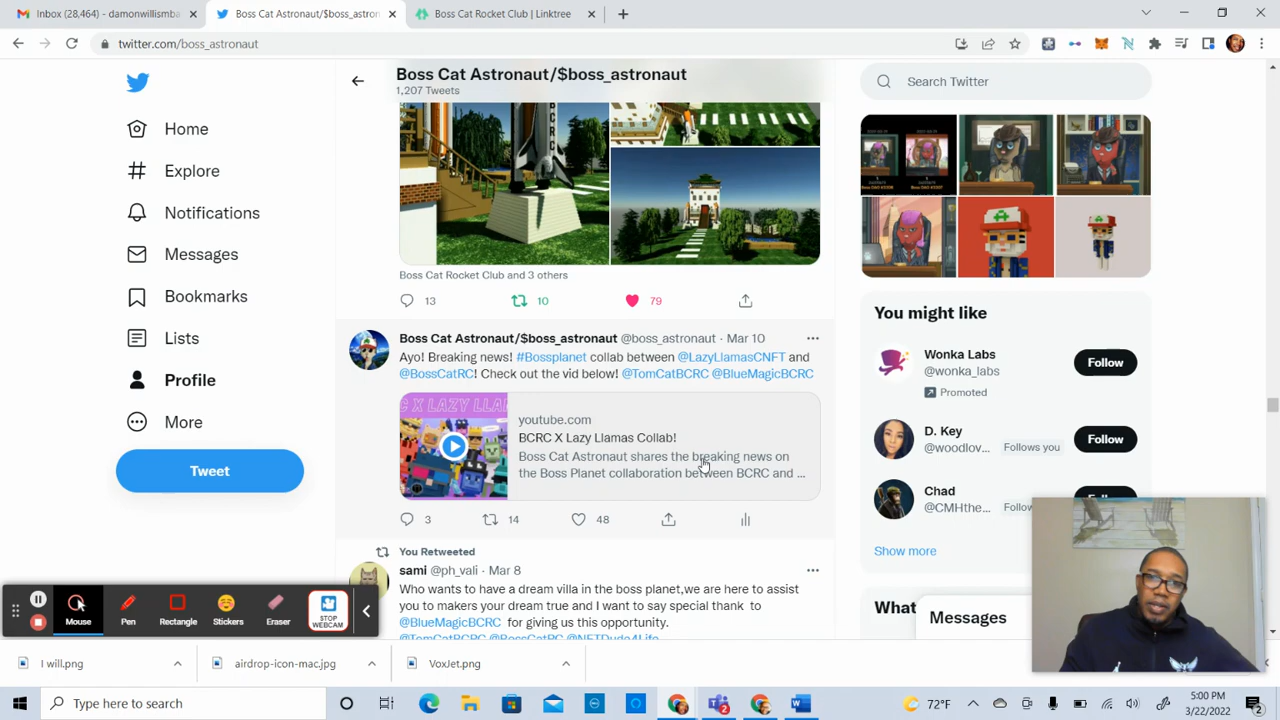 Inbox (28,464) - damonwillismba
Boss Cat Astronaut/$boss_astron
Boss Cat Rocket Club | Linktree
twitter.com/boss_astronaut
Boss Cat Astronaut/$boss_astronaut
1,207 Tweets
Search Twitter
Home
Explore
Notifications
Messages
Bookmarks
Lists
Profile
More
Tweet
Boss Cat Rocket Club and 3 others
13
10
79
Boss Cat Astronaut/$boss_astronaut @boss_astronaut · Mar 10
Ayo! Breaking news! #Bossplanet collab between @LazyLlamasCNFT and
@BossCatRC! Check out the vid below! @TomCatBCRC @BlueMagicBCRC
C X LAZY LLA
youtube.com
BCRC X Lazy Llamas Collab!
Boss Cat Astronaut shares the breaking news on
the Boss Planet collaboration between BCRC and ...
3
14
48
You Retweeted
sami @ph_vali · Mar 8
Who wants to have a dream villa in the boss planet,we are here to assist
you to makers your dream true and I want to say special thank to
@BlueMagicBCRC for giving us this opportunity.
@TomCatBCRC @BossCatRC @NFTDude4Life
You might like
Wonka Labs
@wonka_labs
Promoted
Follow
D. Key
@woodlov...
Follows you
Follow
Chad
@CMHthe...
Follow
Show more
What
Messages
Mouse
Pen
Rectangle
Stickers
Eraser
STOP
WEBCAM
I will.png
airdrop-icon-mac.jpg
VoxJet.png
Type here to search
72°F
5:00 PM
3/22/2022
2